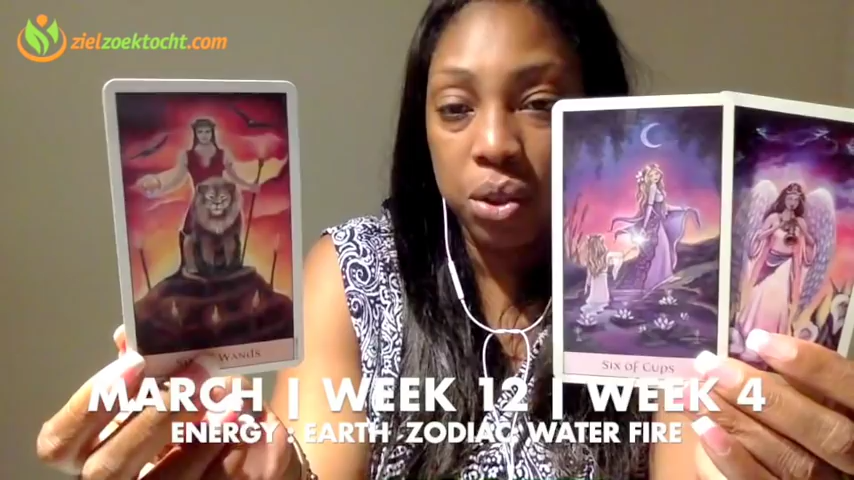 zielzoektocht.com
Wands
Six of Cups
MARCH | WEEK 12 | WEEK 4
ENERGY : EARTH - ZODIAC - WATER FIRE